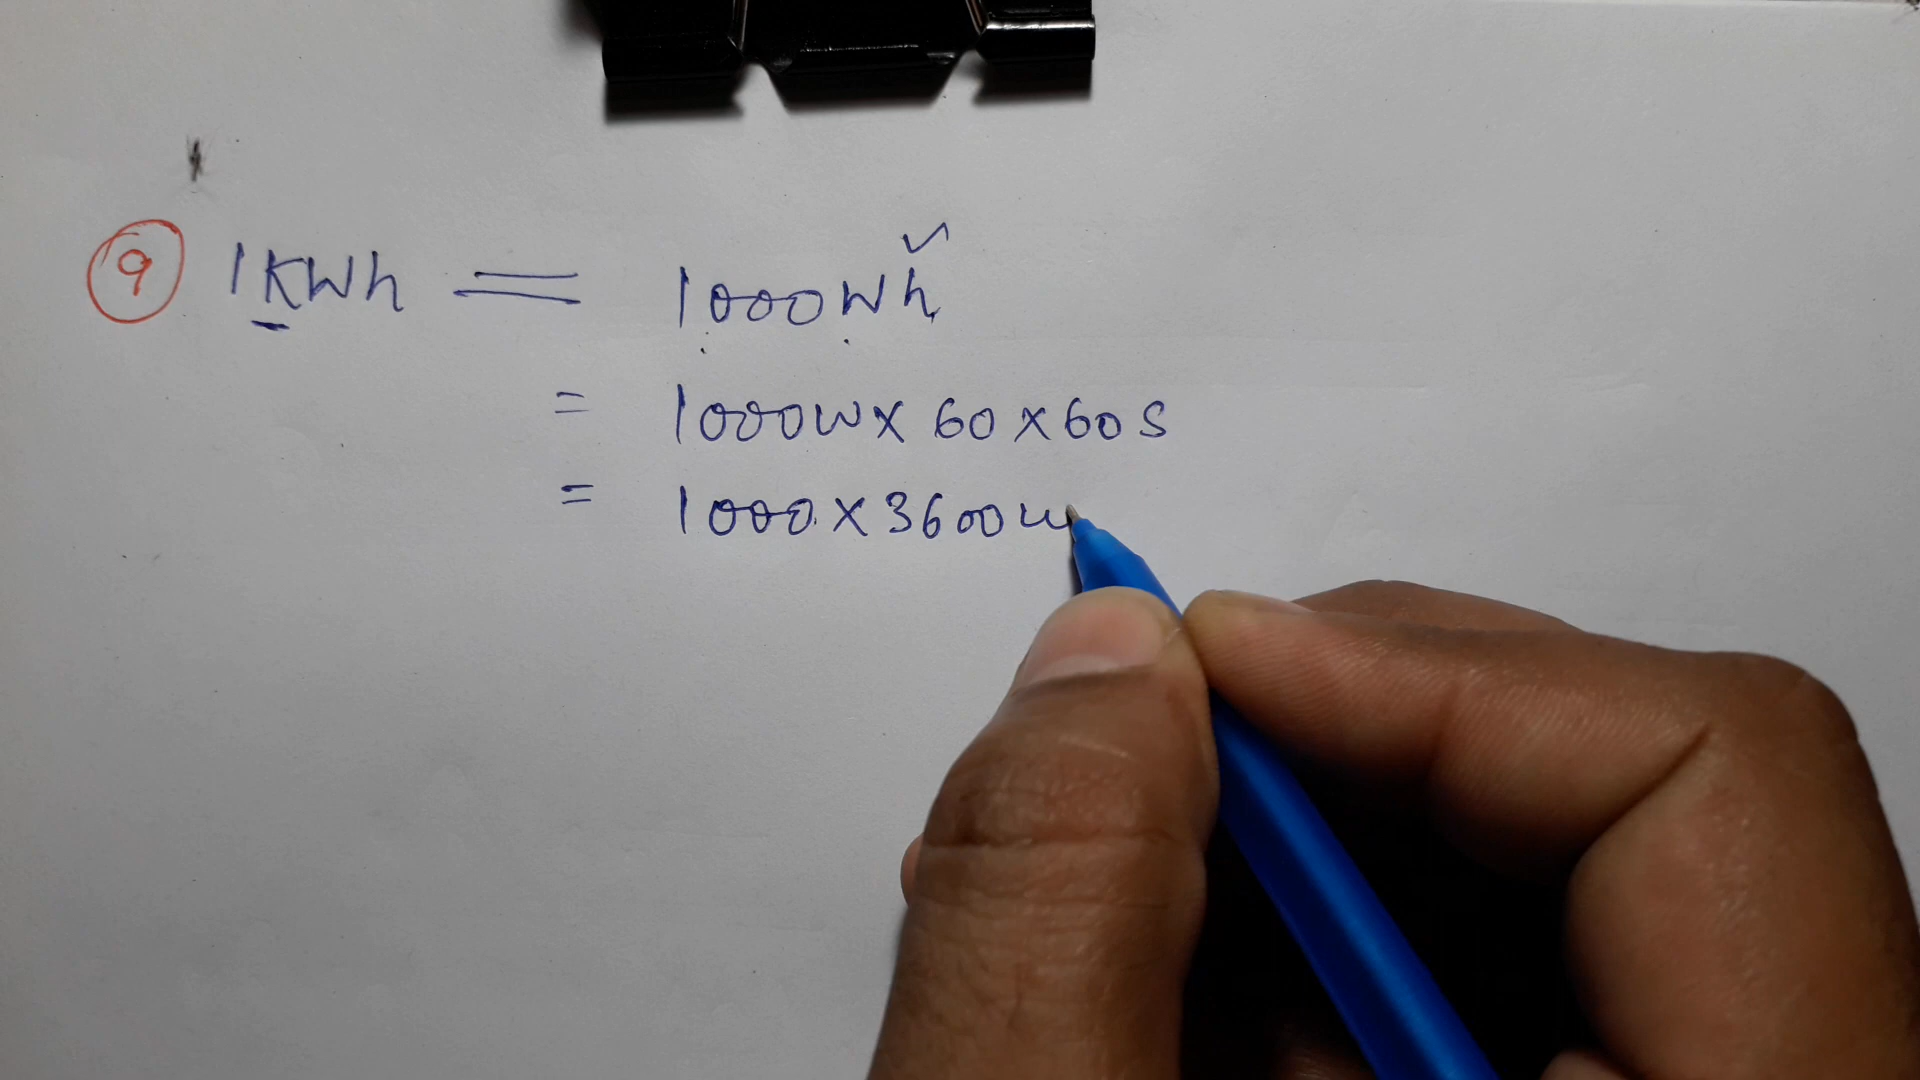 9 1KWh = 1000Wh ✓
= 1000W× 60 ×60 S
= 1000 × 3600 W